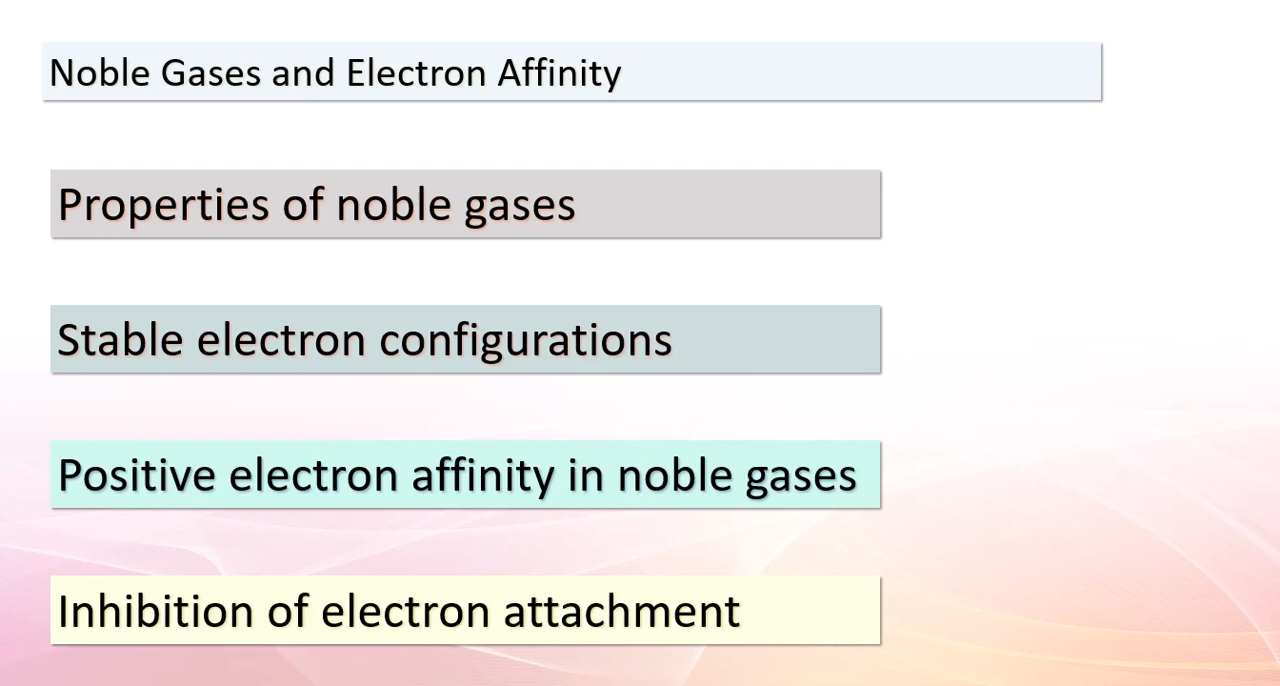 Noble Gases and Electron Affinity
Properties of noble gases
Stable electron configurations
Positive electron affinity in noble gases
Inhibition of electron attachment